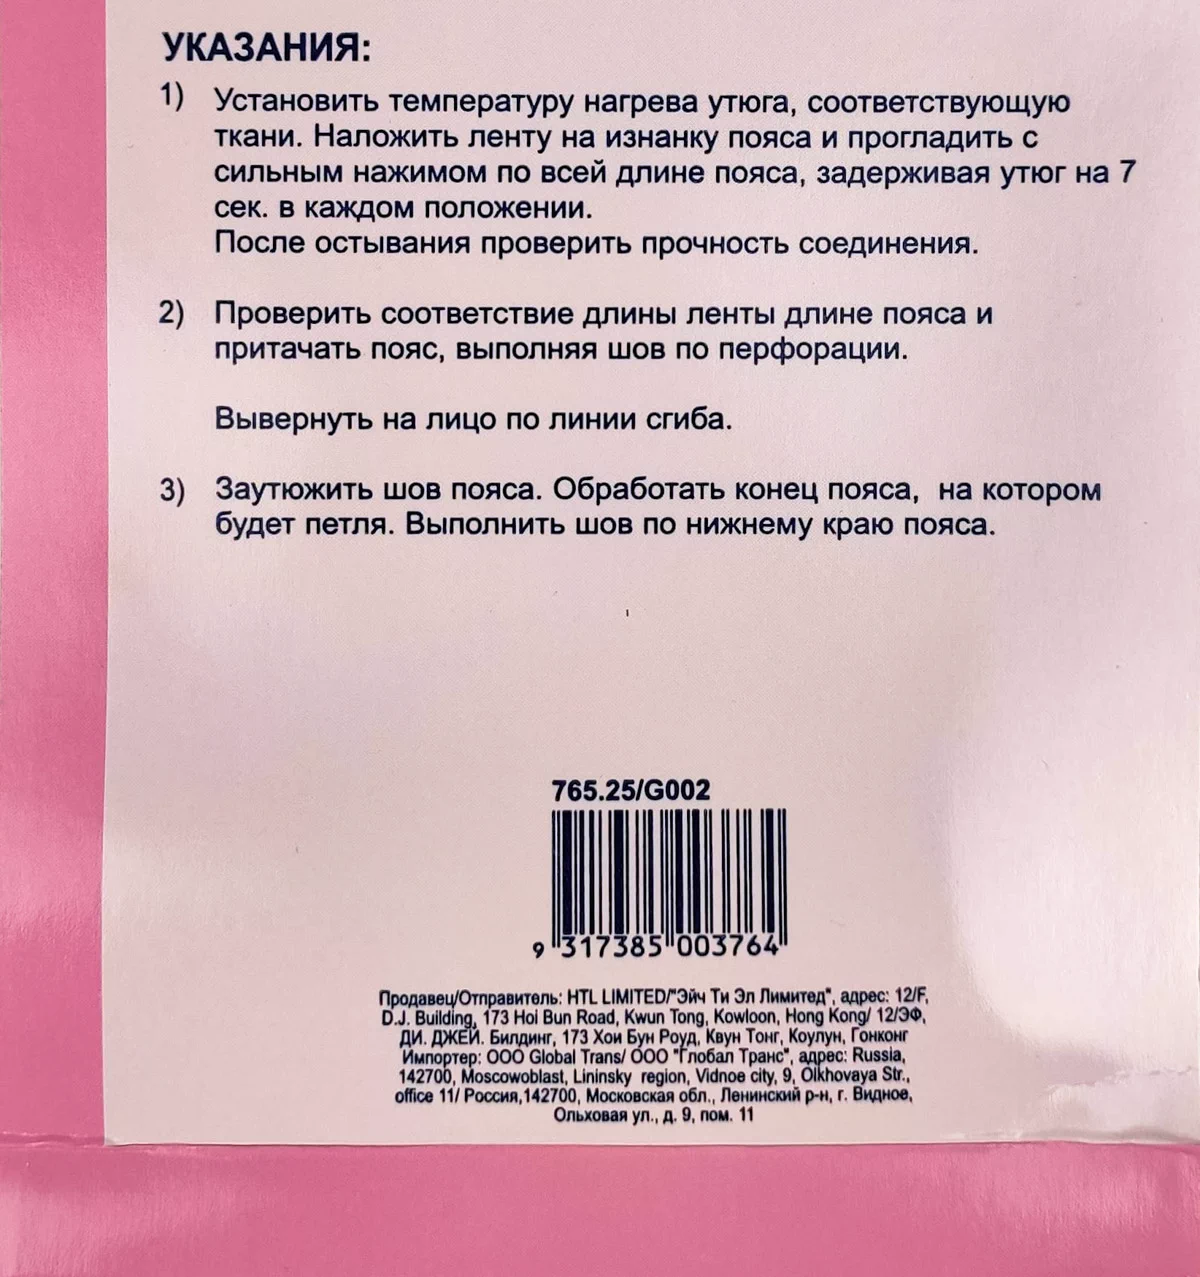 УКАЗАНИЯ:
1) Установить температуру нагрева утюга, соответствующую
ткани. Наложить ленту на изнанку пояса и прогладить с
сильным нажимом по всей длине пояса, задерживая утюг на 7
сек. в каждом положении.
После остывания проверить прочность соединения.
2) Проверить соответствие длины ленты длине пояса и
притачать пояс, выполняя шов по перфорации.
Вывернуть на лицо по линии сгиба.
3) Заутюжить шов пояса. Обработать конец пояса, на котором
будет петля. Выполнить шов по нижнему краю пояса.
765.25/G002
9 317385 003764
Продавец/Отправитель: HTL LIMITED/"Эйч Ти Эл Лимитед", адрес: 12/F,
D.J. Building, 173 Hoi Bun Road, Kwun Tong, Kowloon, Hong Kong/ 12/ЭФ,
ДИ. ДЖЕЙ. Билдинг, 173 Хои Бун Роуд, Квун Тонг, Коулун, Гонконг
Импортер: ООО Global Trans/ ООО "Глобал Транс", адрес: Russia,
142700, Moscowoblast, Lininsky region, Vidnoe city, 9, Olkhovaya Str.,
office 11/ Россия,142700, Московская обл., Ленинский р-н, г. Видное,
Ольховая ул., д. 9, пом. 11